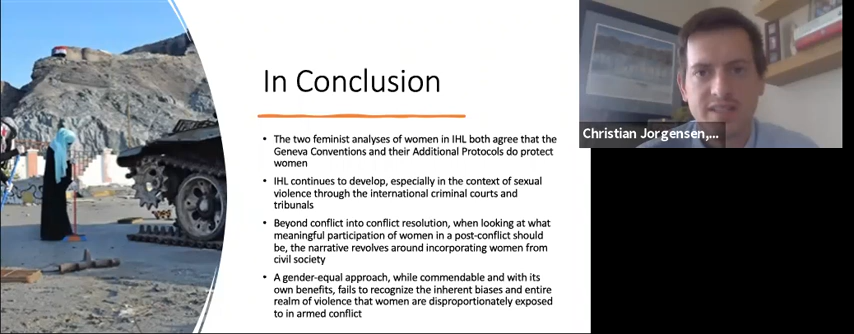 In Conclusion
• The two feminist analyses of women in IHL both agree that the
Geneva Conventions and their Additional Protocols do protect
women
• IHL continues to develop, especially in the context of sexual
violence through the international criminal courts and
tribunals
• Beyond conflict into conflict resolution, when looking at what
meaningful participation of women in a post-conflict should
be, the narrative revolves around incorporating women from
civil society
• A gender-equal approach, while commendable and with its
own benefits, fails to recognize the inherent biases and entire
realm of violence that women are disproportionately exposed
to in armed conflict
Christian Jorgensen,...